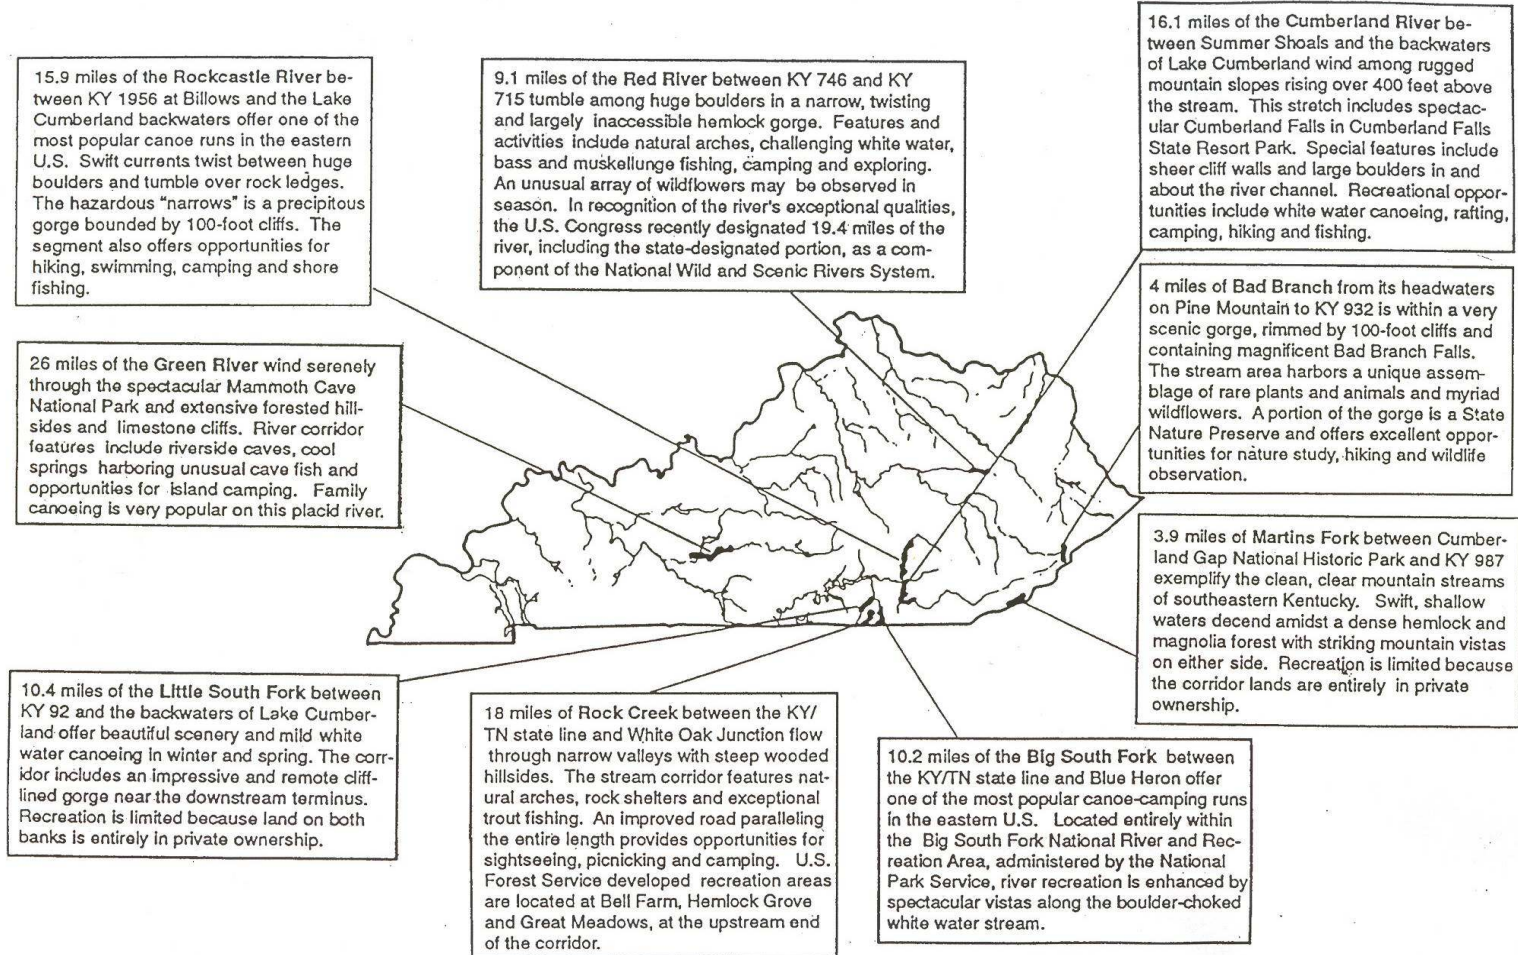 15.9 miles of the Rockcastle River be-
tween KY 1956 at Billows and the Lake
Cumberland backwaters offer one of the
most popular canoe runs in the eastern
U.S. Swift currents twist between huge
boulders and tumble over rock ledges.
The hazardous "narrows" is a precipitous
gorge bounded by 100-foot cliffs. The
segment also offers opportunities for
hiking, swimming, camping and shore
fishing.
9.1 miles of the Red River between KY 746 and KY
715 tumble among huge boulders in a narrow, twisting
and largely inaccessible hemlock gorge. Features and
activities include natural arches, challenging white water,
bass and muskellunge fishing, camping and exploring.
An unusual array of wildflowers may be observed in
season. In recognition of the river's exceptional qualities,
the U.S. Congress recently designated 19.4 miles of the
river, including the state-designated portion, as a com-
ponent of the National Wild and Scenic Rivers System.
16.1 miles of the Cumberland River be-
tween Summer Shoals and the backwaters
of Lake Cumberland wind among rugged
mountain slopes rising over 400 feet above
the stream. This stretch includes spectac-
ular Cumberland Falls in Cumberland Falls
State Resort Park. Special features include
sheer cliff walls and large boulders in and
about the river channel. Recreational oppor-
tunities include white water canoeing, rafting,
camping, hiking and fishing.
26 miles of the Green River wind serenely
through the spectacular Mammoth Cave
National Park and extensive forested hill-
sides and limestone cliffs. River corridor
features include riverside caves, cool
springs harboring unusual cave fish and
opportunities for island camping. Family
canoeing is very popular on this placid river.
4 miles of Bad Branch from its headwaters
on Pine Mountain to KY 932 is within a very
scenic gorge, rimmed by 100-foot cliffs and
containing magnificent Bad Branch Falls.
The stream area harbors a unique assem-
blage of rare plants and animals and myriad
wildflowers. A portion of the gorge is a State
Nature Preserve and offers excellent oppor-
tunities for nature study, hiking and wildlife
observation.
3.9 miles of Martins Fork between Cumber-
land Gap National Historic Park and KY 987
exemplify the clean, clear mountain streams
of southeastern Kentucky. Swift, shallow
waters decend amidst a dense hemlock and
magnolia forest with striking mountain vistas
on either side. Recreation is limited because
the corridor lands are entirely in private
ownership.
10.4 miles of the Little South Fork between
KY 92 and the backwaters of Lake Cumber-
land offer beautiful scenery and mild white
water canoeing in winter and spring. The corr-
idor includes an impressive and remote cliff-
lined gorge near the downstream terminus.
Recreation is limited because land on both
banks is entirely in private ownership.
18 miles of Rock Creek between the KY/
TN state line and White Oak Junction flow
through narrow valleys with steep wooded
hillsides. The stream corridor features nat-
ural arches, rock shelters and exceptional
trout fishing. An improved road paralleling
the entire length provides opportunities for
sightseeing, picnicking and camping. U.S.
Forest Service developed recreation areas
are located at Bell Farm, Hemlock Grove
and Great Meadows, at the upstream end
of the corridor.
10.2 miles of the Big South Fork between
the KY/TN state line and Blue Heron offer
one of the most popular canoe-camping runs
in the eastern U.S. Located entirely within
the Big South Fork National River and Rec-
reation Area, administered by the National
Park Service, river recreation is enhanced by
spectacular vistas along the boulder-choked
white water stream.